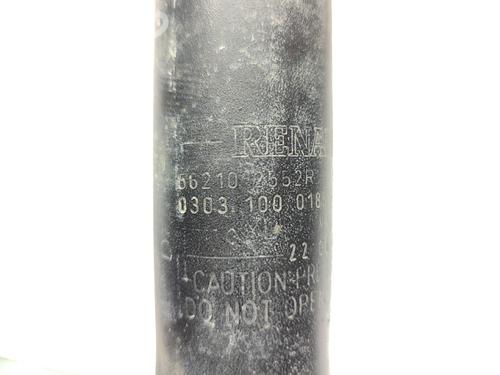 RENA
56210 2552R
0303 100 018
22
CAUTION-PR
DO NOT OPE